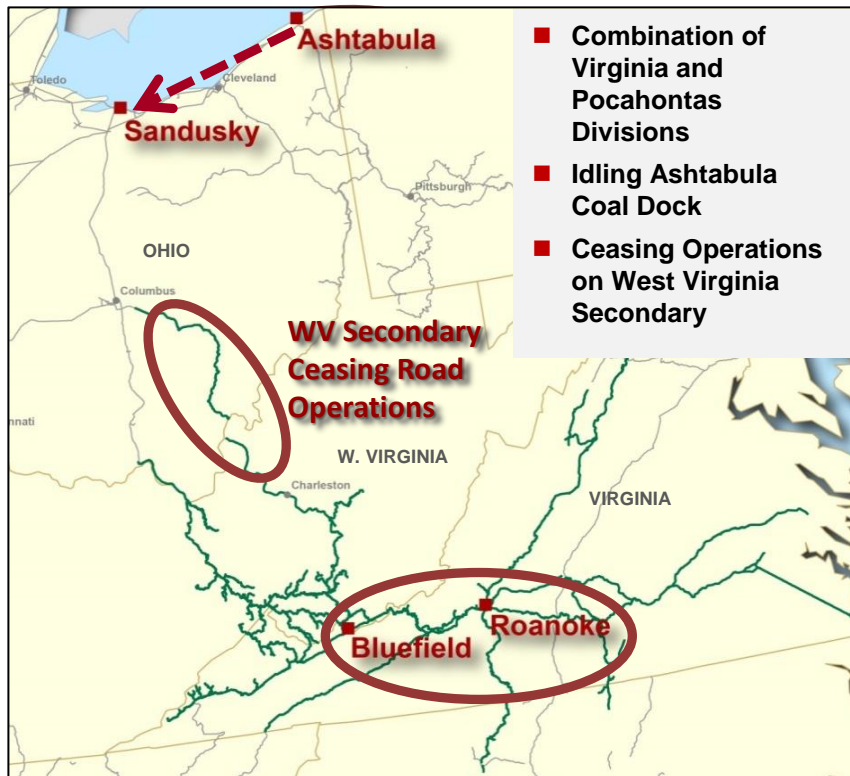 Ashtabula
Toledo
Cleveland
Sandusky
Pittsburgh
OHIO
Columbus
WV Secondary
Ceasing Road
Operations
nnati
W. VIRGINIA
Charleston
VIRGINIA
Roanoke
Bluefield
■ Combination of
Virginia and
Pocahontas
Divisions
■ Idling Ashtabula
Coal Dock
■ Ceasing Operations
on West Virginia
Secondary